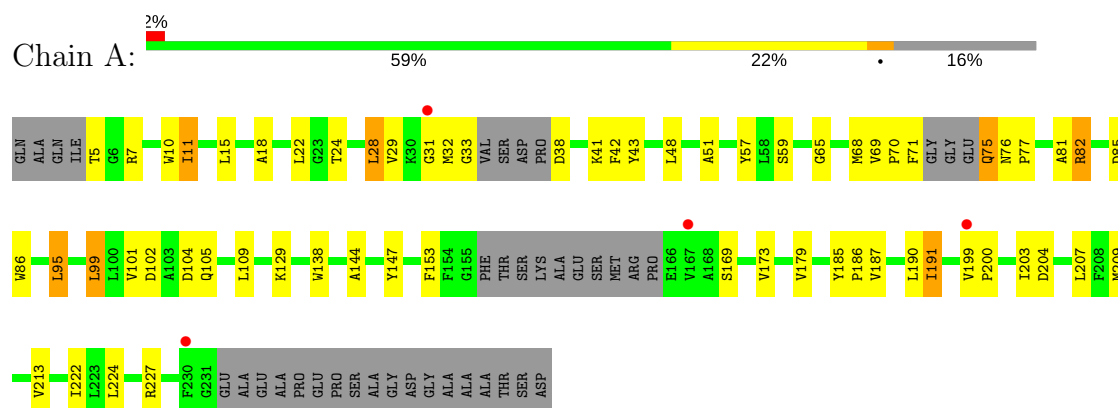 2%
Chain A:
59% 22% • 16%
GLN ALA GLN ILE T5 G6 R7 W10 I11 L15 A18 L22 G23 T24 L28 V29 K30 G31 M32 G33 VAL SER ASP PRO D38 K41 F42 Y43 L48 A51 Y57 L58 S59 G65 M68 V69 P70 F71 GLY GLY GLU Q75 N76 P77 A81 R82 D85
W86 L95 L99 L100 V101 D102 A103 D104 Q105 L109 K129 W138 A144 Y147 F153 F154 G155 PHE THR SER LYS ALA GLU SER MET ARG PRO E166 V167 A168 S169 V173 V179 Y185 P186 V187 L190 I191 V199 P200 I203 D204 L207 F208 M209
V213 I222 L223 L224 R227 F230 G231 GLU ALA GLU ALA PRO GLU PRO SER ALA GLY ASP GLY ALA ALA ALA THR SER ASP